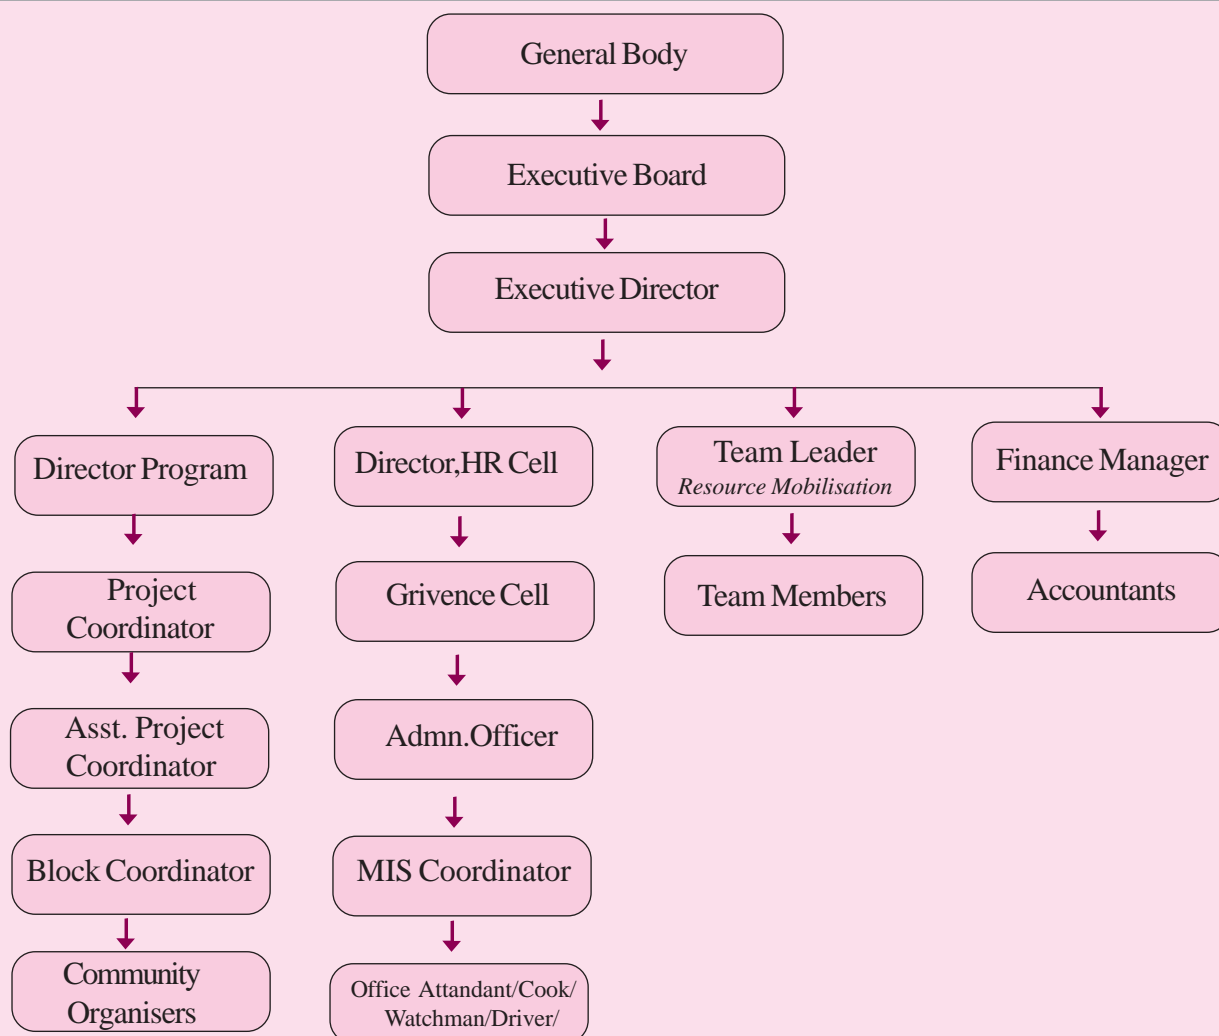 General Body
Executive Board
Executive Director
Director Program
Director,HR Cell
Team Leader
Resource Mobilisation
Finance Manager
Project
Coordinator
Grivence Cell
Team Members
Accountants
Asst. Project
Coordinator
Admn.Officer
Block Coordinator
MIS Coordinator
Community
Organisers
Office Attandant/Cook/
Watchman/Driver/